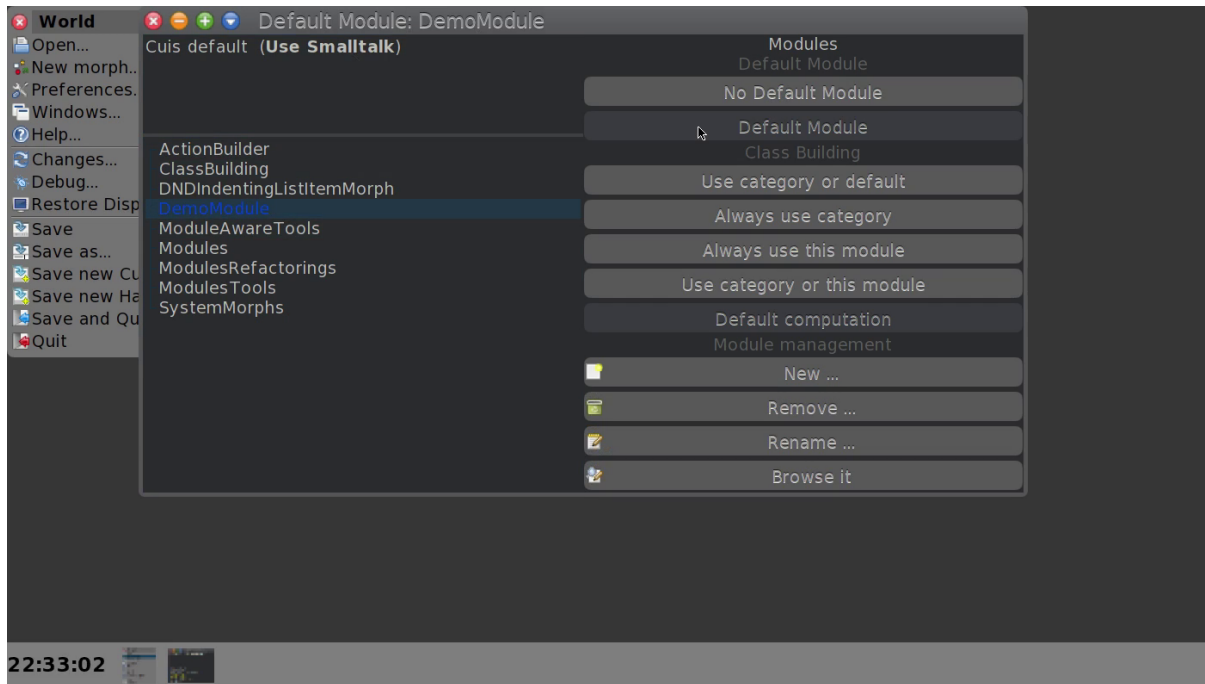 World
Open...
New morph..
Preferences.
Windows...
Help...
Changes...
Debug...
Restore Disp
Save
Save as...
Save new Cu
Save new Ha
Save and Qu
Quit
Default Module: DemoModule
Cuis default (Use Smalltalk)
ActionBuilder
ClassBuilding
DNDIndentingListItemMorph
DemoModule
ModuleAwareTools
Modules
ModulesRefactorings
ModulesTools
SystemMorphs
Modules
Default Module
No Default Module
Default Module
Class Building
Use category or default
Always use category
Always use this module
Use category or this module
Default computation
Module management
New ...
Remove ...
Rename ...
Browse it
22:33:02